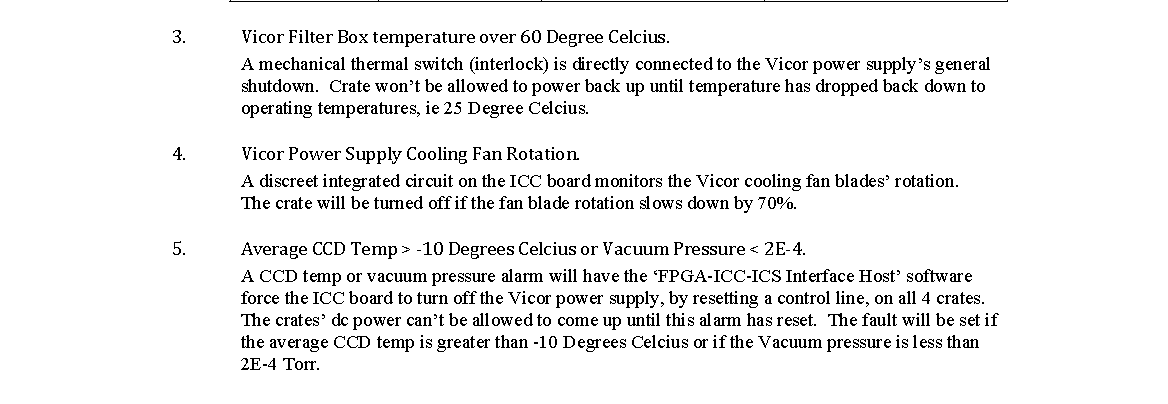 3. Vicor Filter Box temperature over 60 Degree Celcius.
A mechanical thermal switch (interlock) is directly connected to the Vicor power supply’s general
shutdown. Crate won’t be allowed to power back up until temperature has dropped back down to
operating temperatures, ie 25 Degree Celcius.
4. Vicor Power Supply Cooling Fan Rotation.
A discreet integrated circuit on the ICC board monitors the Vicor cooling fan blades’ rotation.
The crate will be turned off if the fan blade rotation slows down by 70%.
5. Average CCD Temp > -10 Degrees Celcius or Vacuum Pressure < 2E-4.
A CCD temp or vacuum pressure alarm will have the ‘FPGA-ICC-ICS Interface Host’ software
force the ICC board to turn off the Vicor power supply, by resetting a control line, on all 4 crates.
The crates’ dc power can’t be allowed to come up until this alarm has reset. The fault will be set if
the average CCD temp is greater than -10 Degrees Celcius or if the Vacuum pressure is less than
2E-4 Torr.